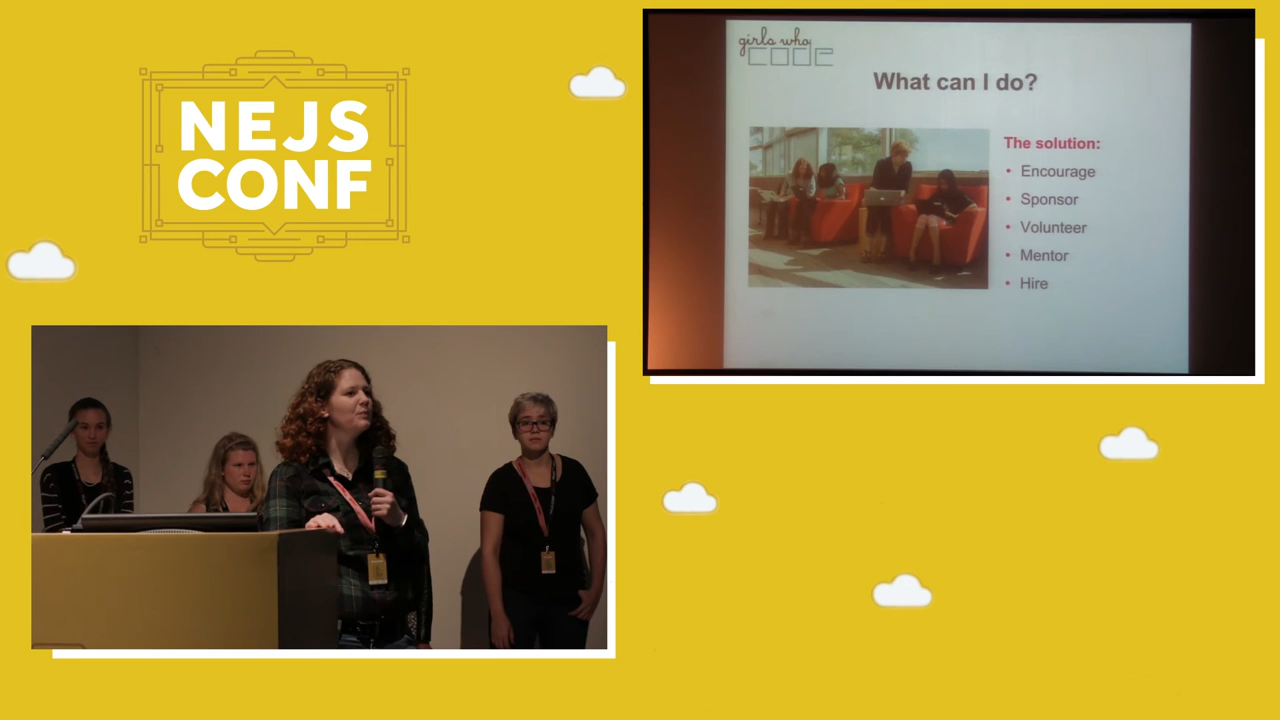 NEJS
CONF
girls who
code
What can I do?
The solution:
• Encourage
• Sponsor
• Volunteer
• Mentor
• Hire